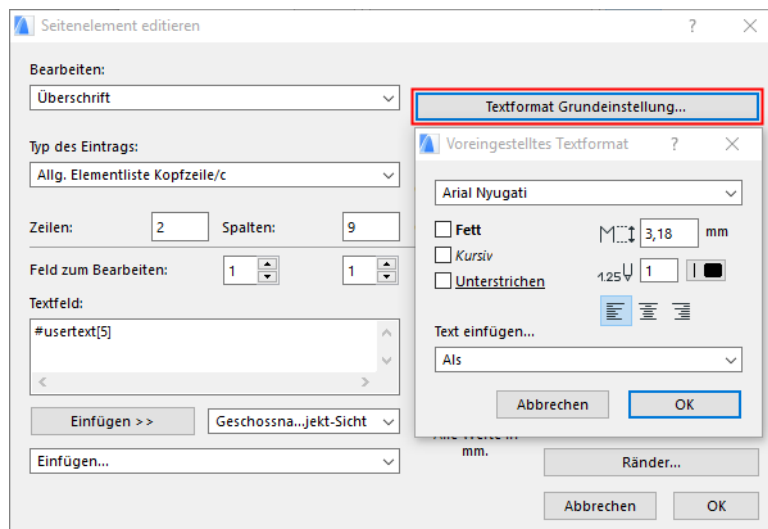 Seitenelement editieren
Bearbeiten:
Überschrift
Textformat Grundeinstellung...
Typ des Eintrags:
Allg. Elementliste Kopfzeile/c
Zeilen: 2 Spalten: 9
Feld zum Bearbeiten: 1 1
Textfeld:
#usertext[5]
Einfügen >> Geschossna...jekt-Sicht
Einfügen...
Voreingestelltes Textformat
Arial Nyugati
Fett
Kursiv
Unterstrichen
M 3,18 mm
1.25 1
Text einfügen...
Als
Abbrechen OK
mm.
Ränder...
Abbrechen OK